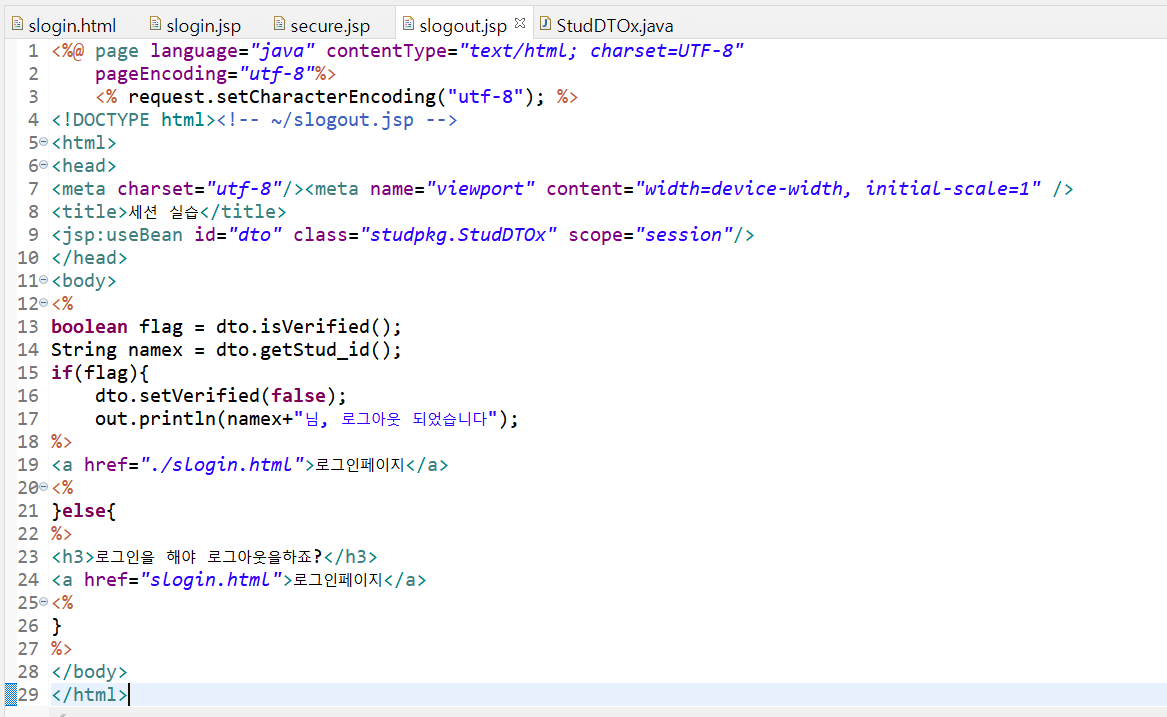 slogin.html slogin.jsp secure.jsp slogout.jsp StudDTOx.java
1 <%@ page language="java" contentType="text/html; charset=UTF-8"
2     pageEncoding="utf-8"%>
3     <% request.setCharacterEncoding("utf-8"); %>
4 <!DOCTYPE html><!-- ~/slogout.jsp -->
5 <html>
6 <head>
7 <meta charset="utf-8"/><meta name="viewport" content="width=device-width, initial-scale=1" />
8 <title>세션 실습</title>
9 <jsp:useBean id="dto" class="studpkg.StudDTOx" scope="session"/>
10 </head>
11 <body>
12 <%
13 boolean flag = dto.isVerified();
14 String namex = dto.getStud_id();
15 if(flag){
16     dto.setVerified(false);
17     out.println(namex+"님, 로그아웃 되었습니다");
18 %>
19 <a href="./slogin.html">로그인페이지</a>
20 <%
21 }else{
22 %>
23 <h3>로그인을 해야 로그아웃을하죠?</h3>
24 <a href="slogin.html">로그인페이지</a>
25 <%
26 }
27 %>
28 </body>
29 </html>